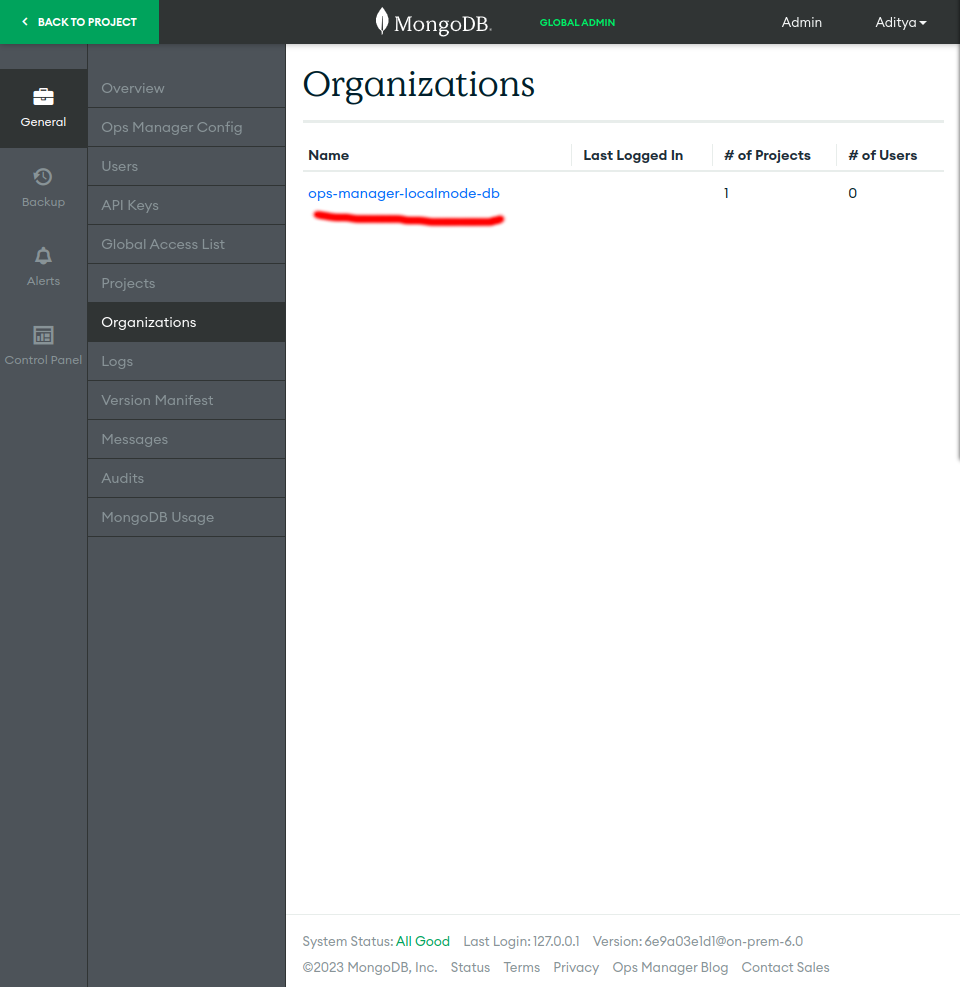 BACK TO PROJECT
MongoDB.
GLOBAL ADMIN
Admin
Aditya
General
Backup
Alerts
Control Panel
Overview
Ops Manager Config
Users
API Keys
Global Access List
Projects
Organizations
Logs
Version Manifest
Messages
Audits
MongoDB Usage
Organizations
Name Last Logged In # of Projects # of Users
ops-manager-localmode-db 1 0
System Status: All Good Last Login: 127.0.0.1 Version: 6e9a03e1d1@on-prem-6.0
©2023 MongoDB, Inc. Status Terms Privacy Ops Manager Blog Contact Sales